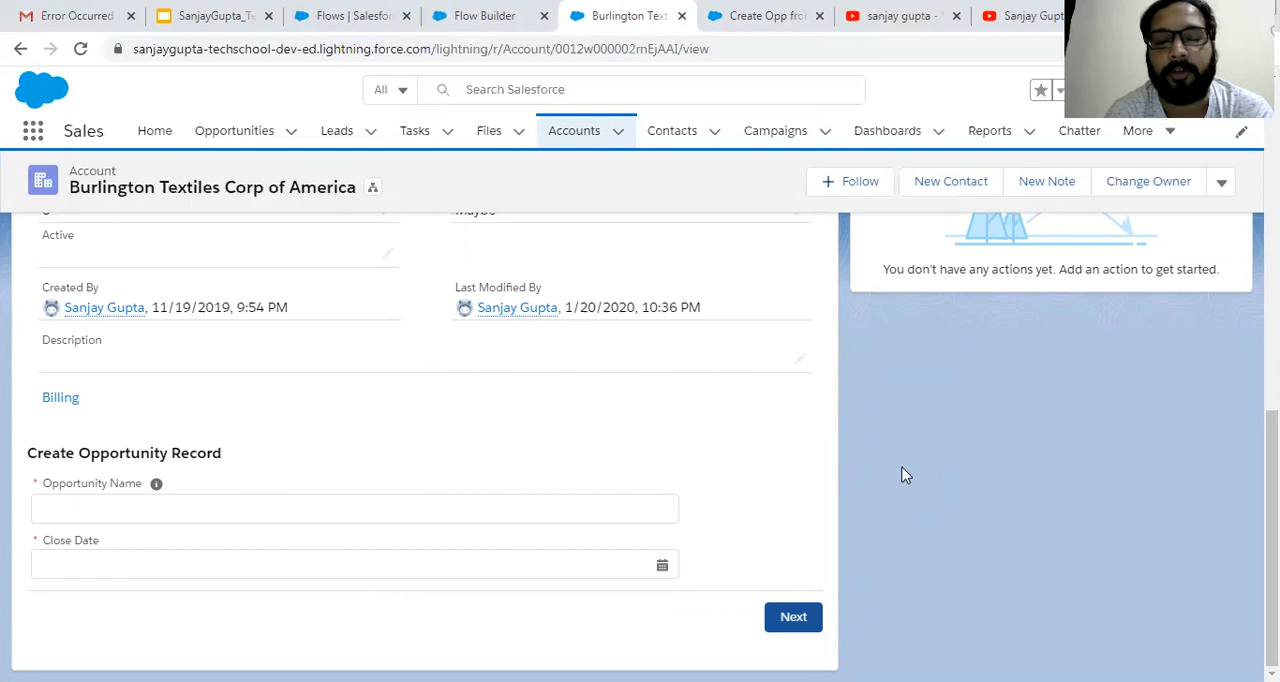 Error Occurred
SanjayGupta_Te
Flows | Salesfor
Flow Builder
Burlington Text
Create Opp fro
sanjay gupta -
Sanjay Gupt
sanjaygupta-techschool-dev-ed.lightning.force.com/lightning/r/Account/0012w000002rnEjAAI/view
All
Search Salesforce
Sales
Home
Opportunities
Leads
Tasks
Files
Accounts
Contacts
Campaigns
Dashboards
Reports
Chatter
More
Account
Burlington Textiles Corp of America
+ Follow
New Contact
New Note
Change Owner
Maybe
Active
You don't have any actions yet. Add an action to get started.
Created By
Last Modified By
Sanjay Gupta, 11/19/2019, 9:54 PM
Sanjay Gupta, 1/20/2020, 10:36 PM
Description
Billing
Create Opportunity Record
* Opportunity Name
* Close Date
Next